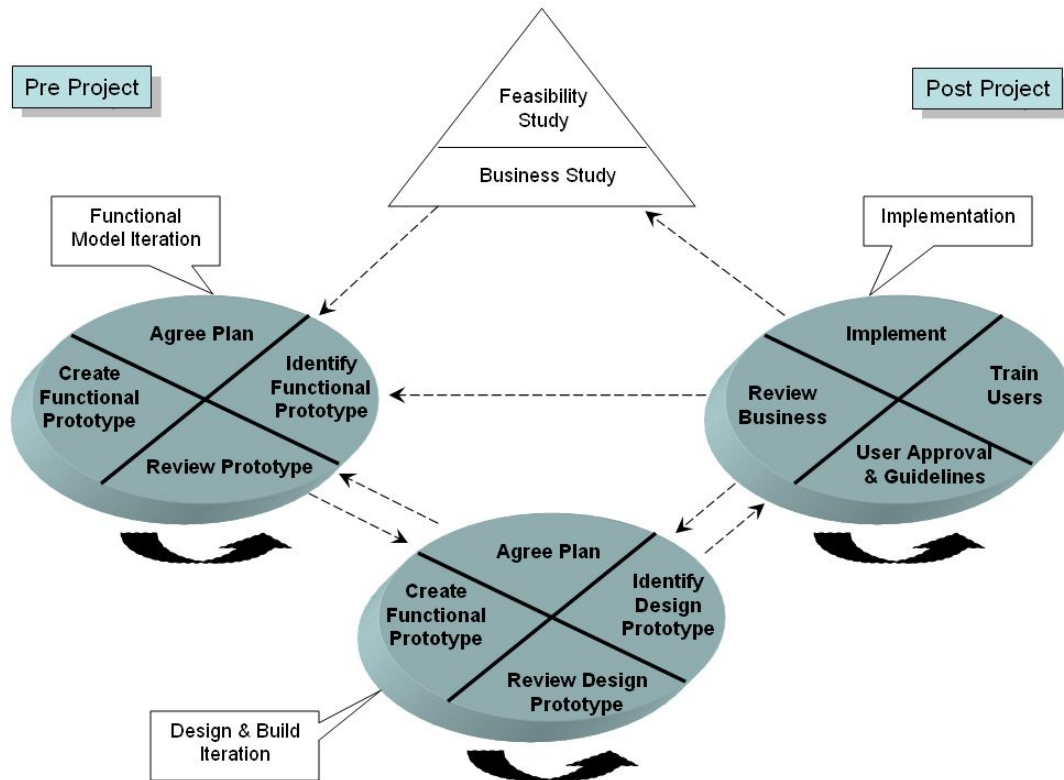 Pre Project
Feasibility
Study
Business Study
Post Project
Functional
Model Iteration
Implementation
Agree Plan
Create
Functional
Prototype
Identify
Functional
Prototype
Review Prototype
Implement
Review
Business
Train
Users
User Approval
& Guidelines
Agree Plan
Create
Functional
Prototype
Identify
Design
Prototype
Review Design
Prototype
Design & Build
Iteration